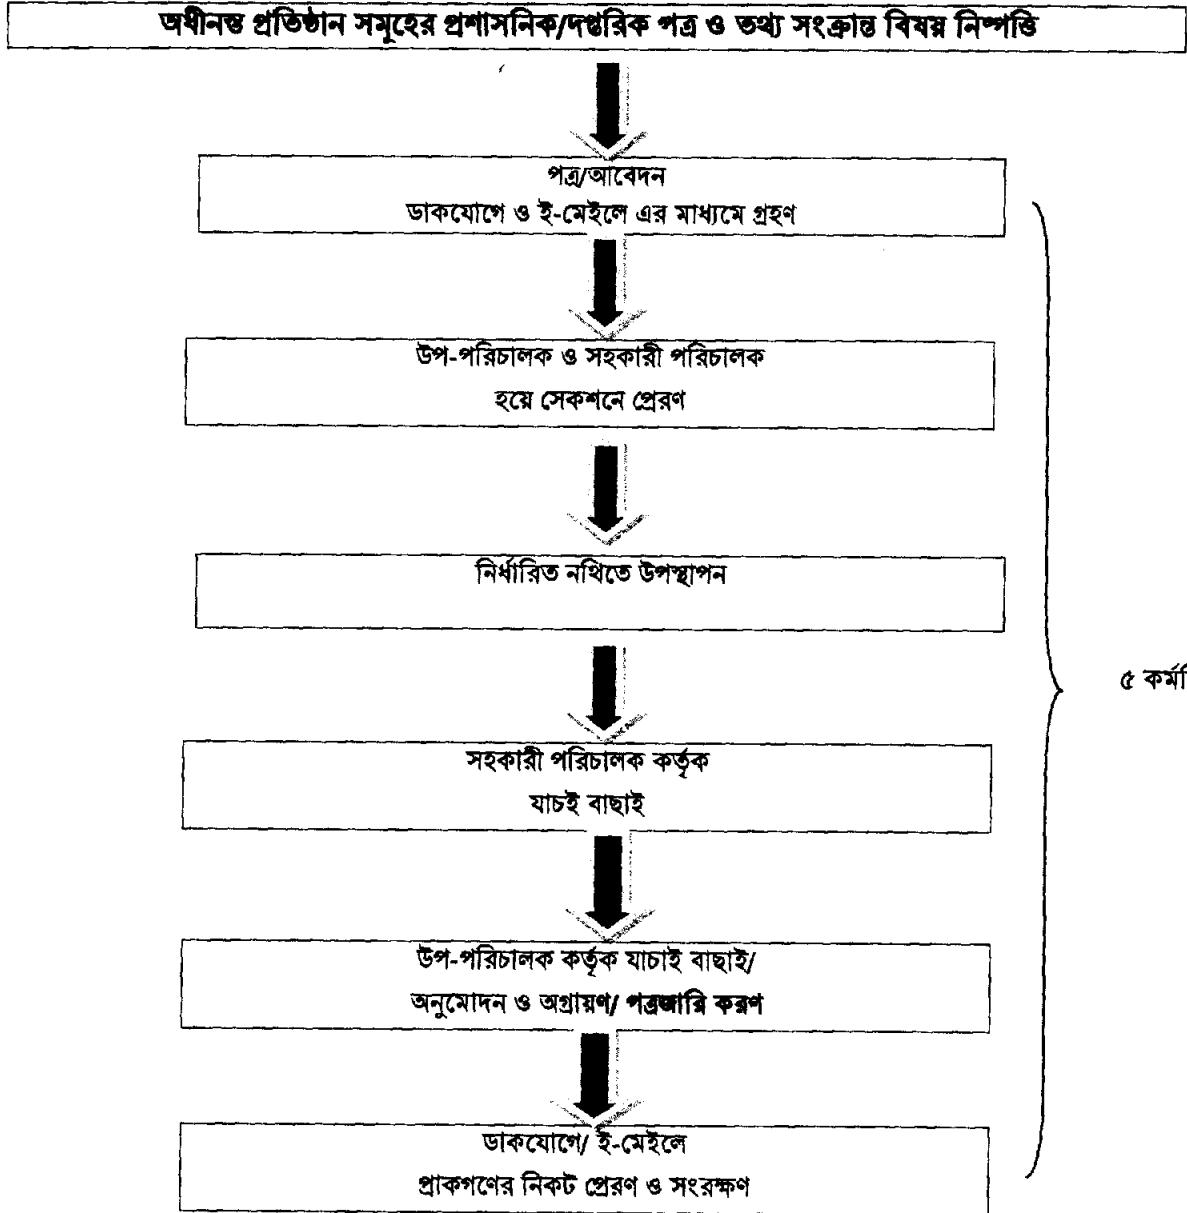 অধীনস্ত প্রতিষ্ঠান সমূহের প্রশাসনিক/দপ্তরিক পত্র ও তথ্য সংক্রান্ত বিষয় নিষ্পত্তি
পত্র/আবেদন
ডাকযোগে ও ই-মেইলে এর মাধ্যমে গ্রহণ
উপ-পরিচালক ও সহকারী পরিচালক
হয়ে সেকশনে প্রেরণ
নির্ধারিত নথিতে উপস্থাপন
৫
সহকারী পরিচালক কর্তৃক
যাচই বাছাই
উপ-পরিচালক কর্তৃক যাচাই বাছাই/
অনুমোদন ও অগ্রায়ণ/ পত্রজারি করণ
ডাকযোগে/ ই-মেইলে
প্রাকগণের নিকট প্রেরণ ও সংরক্ষণ